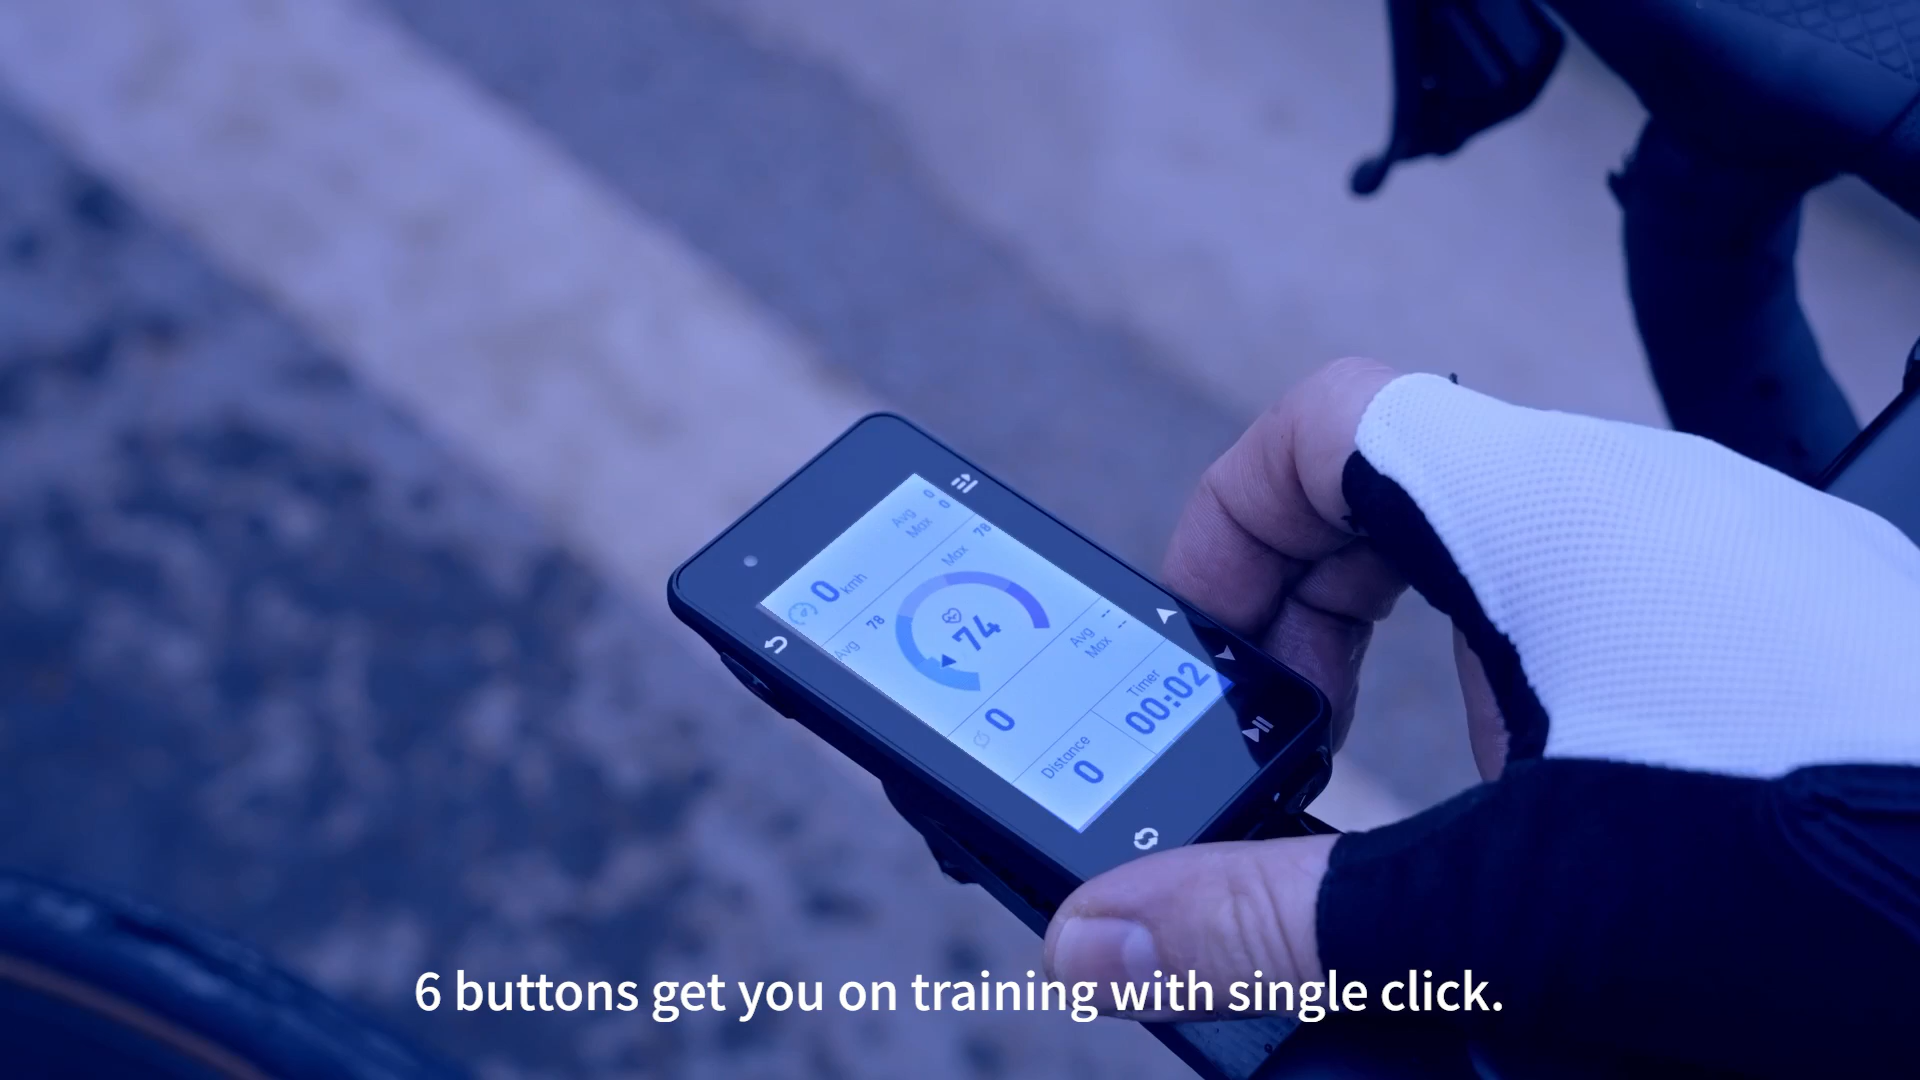 0 kmh
Avg 0
Max 0
Avg 78
Max 78
74
0
Avg --
Max --
Distance
0
Timer
00:02
6 buttons get you on training with single click.